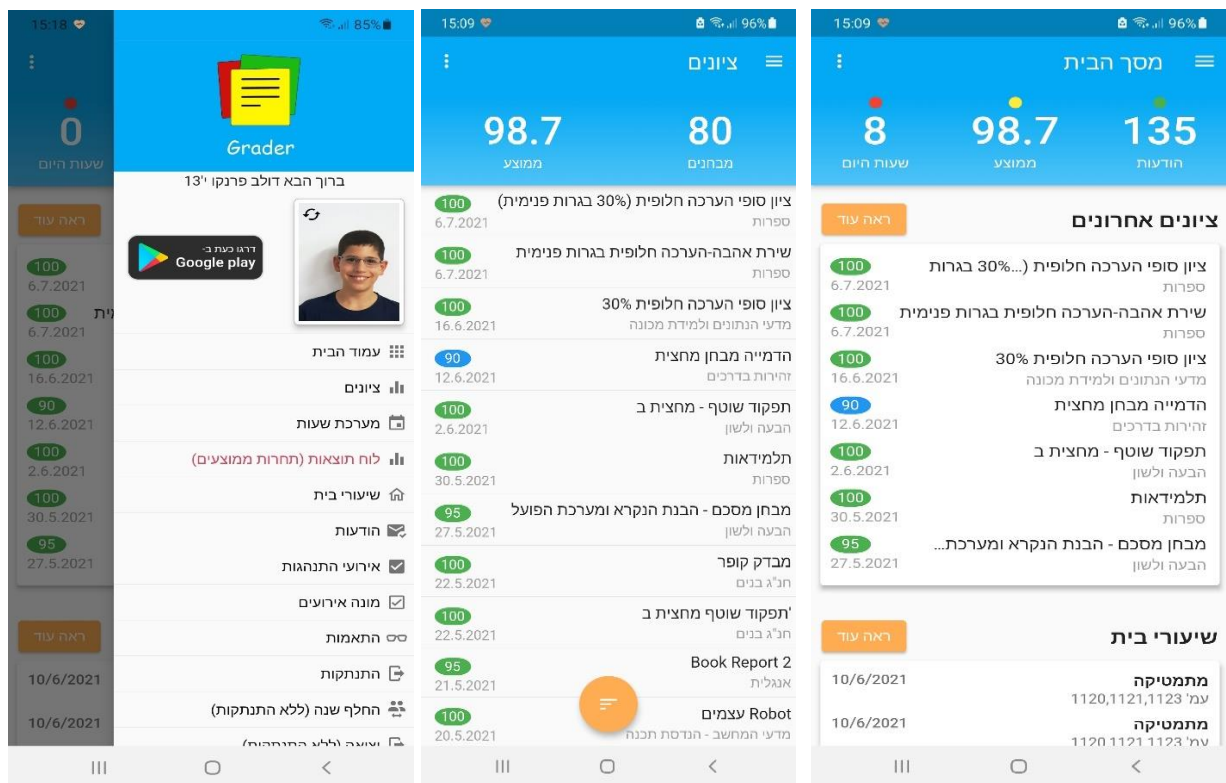 15:09
96%
מסך הבית
135
98.7
8
הודעות
ממוצע
שעות היום
ציונים אחרונים
ראה עוד
ציון סופי הערכה חלופית (...30% בגרות
100
ספרות
6.7.2021
שירת אהבה-הערכה חלופית בגרות פנימית
100
ספרות
6.7.2021
ציון סופי הערכה חלופית 30%
100
מדעי הנתונים ולמידת מכונה
16.6.2021
הדמייה מבחן מחצית
90
זהירות בדרכים
12.6.2021
תפקוד שוטף - מחצית ב
100
הבעה ולשון
2.6.2021
תלמידאות
100
ספרות
30.5.2021
מבחן מסכם - הבנת הנקרא ומערכת...
95
הבעה ולשון
27.5.2021
שיעורי בית
ראה עוד
מתמטיקה
10/6/2021
עמ' 1120,1121,1123
מתמטיקה
10/6/2021
עמ' 1120,1121,1123
15:09
96%
ציונים
80
98.7
מבחנים
ממוצע
ציון סופי הערכה חלופית (30% בגרות פנימית)
100
ספרות
6.7.2021
שירת אהבה-הערכה חלופית בגרות פנימית
100
ספרות
6.7.2021
ציון סופי הערכה חלופית 30%
100
מדעי הנתונים ולמידת מכונה
16.6.2021
הדמייה מבחן מחצית
90
זהירות בדרכים
12.6.2021
תפקוד שוטף - מחצית ב
100
הבעה ולשון
2.6.2021
תלמידאות
100
ספרות
30.5.2021
מבחן מסכם - הבנת הנקרא ומערכת הפועל
95
הבעה ולשון
27.5.2021
מבדק קופר
100
חנ"ג בנים
22.5.2021
תפקוד שוטף מחצית ב'
100
חנ"ג בנים
22.5.2021
Book Report 2
95
אנגלית
21.5.2021
Robot עצמים
100
מדעי המחשב - הנדסת תכנה
20.5.2021
15:18
85%
Grader
ברוך הבא דולב פרנקו י'13
דרגו כעת ב-
Google play
עמוד הבית
ציונים
מערכת שעות
לוח תוצאות (תחרות ממוצעים)
שיעורי בית
הודעות
אירועי התנהגות
מונה אירועים
התאמות
התנתקות
החלף שנה (ללא התנתקות)
יציאה (ללא התנתקות)
0
שעות היום
ראה עוד
100
6.7.2021
100
6.7.2021
100
16.6.2021
90
12.6.2021
100
2.6.2021
100
30.5.2021
95
27.5.2021
ראה עוד
10/6/2021
10/6/2021